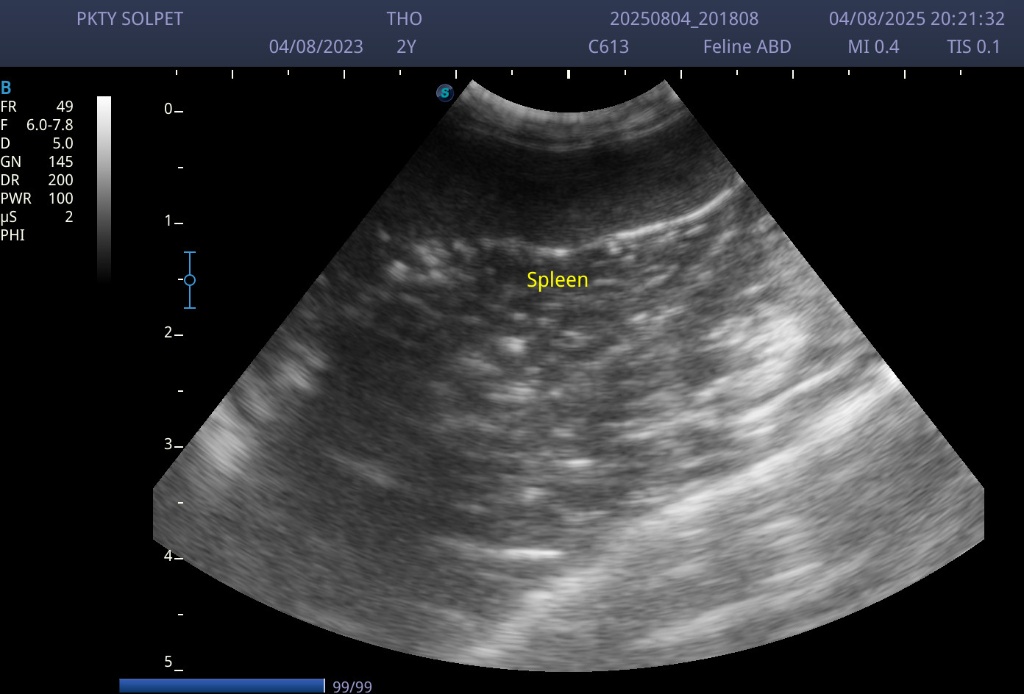 PKTY SOLPET THO 20250804_201808 04/08/2025 20:21:32
04/08/2023 2Y C613 Feline ABD MI 0.4 TIS 0.1
B
FR 49
F 6.0-7.8
D 5.0
GN 145
DR 200
PWR 100
µS 2
PHI
S
0
1
Spleen
2
3
4
5
99/99